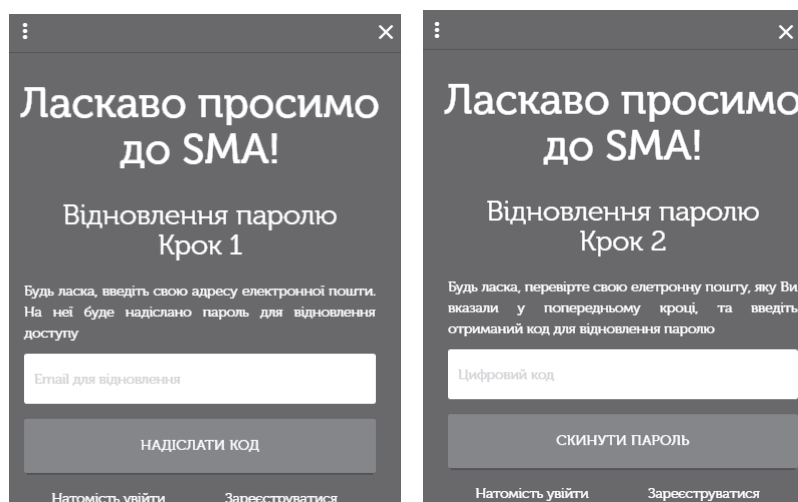 Ласкаво просимо
до SMA!
Відновлення паролю
Крок 1
Будь ласка, введіть свою адресу електронної пошти.
На неї буде надіслано пароль для відновлення
доступу
Email для відновлення
НАДІСЛАТИ КОД
Натомість увійти Зареєструватися
Ласкаво просимо
до SMA!
Відновлення паролю
Крок 2
Будь ласка, перевірте свою елетронну пошту, яку Ви
вказали у попередньому кроці, та введіть
отриманий код для відновлення паролю
Цифровий код
СКИНУТИ ПАРОЛЬ
Натомість увійти Зареєструватися